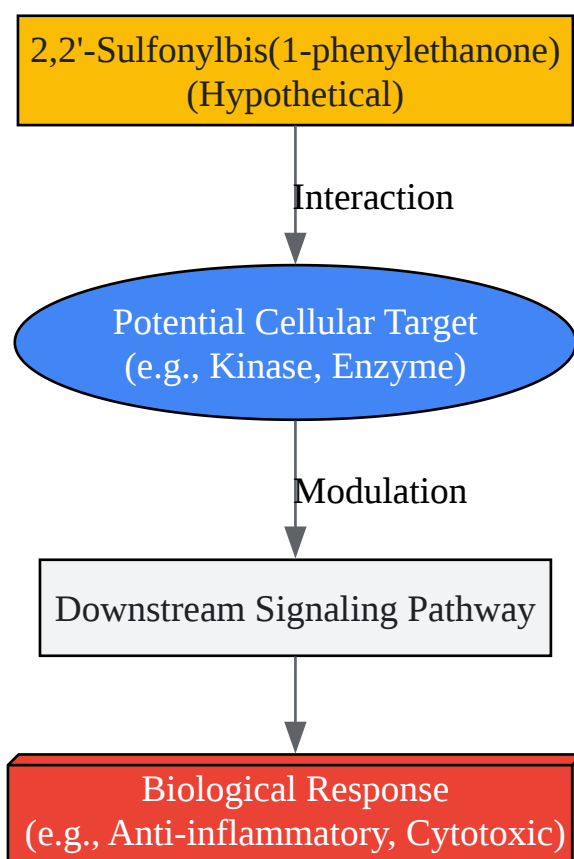 2,2'-Sulfonylbis(1-phenylethanone)
(Hypothetical)
Interaction
Potential Cellular Target
(e.g., Kinase, Enzyme)
Modulation
Downstream Signaling Pathway
Biological Response
(e.g., Anti-inflammatory, Cytotoxic)